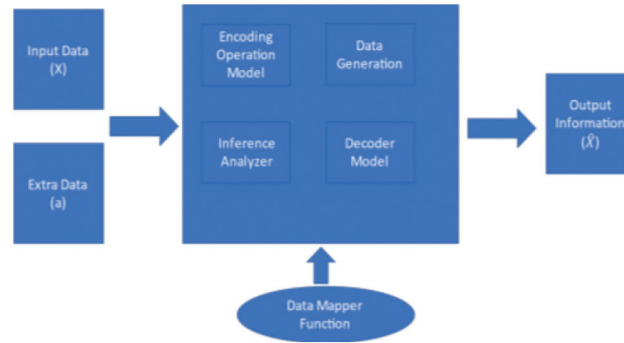 Input Data
(X)
Extra Data
(a)
Encoding
Operation
Model
Data
Generation
Inference
Analyzer
Decoder
Model
Output
Information
(X̂)
Data Mapper
Function